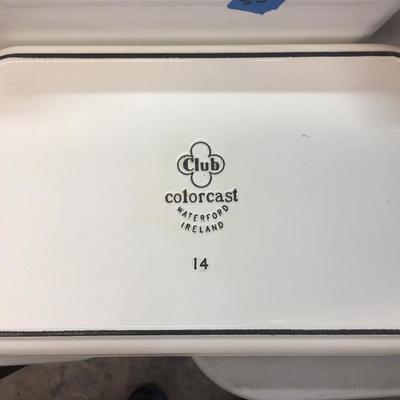 Club
colorcast
WATERFORD
IRELAND
14